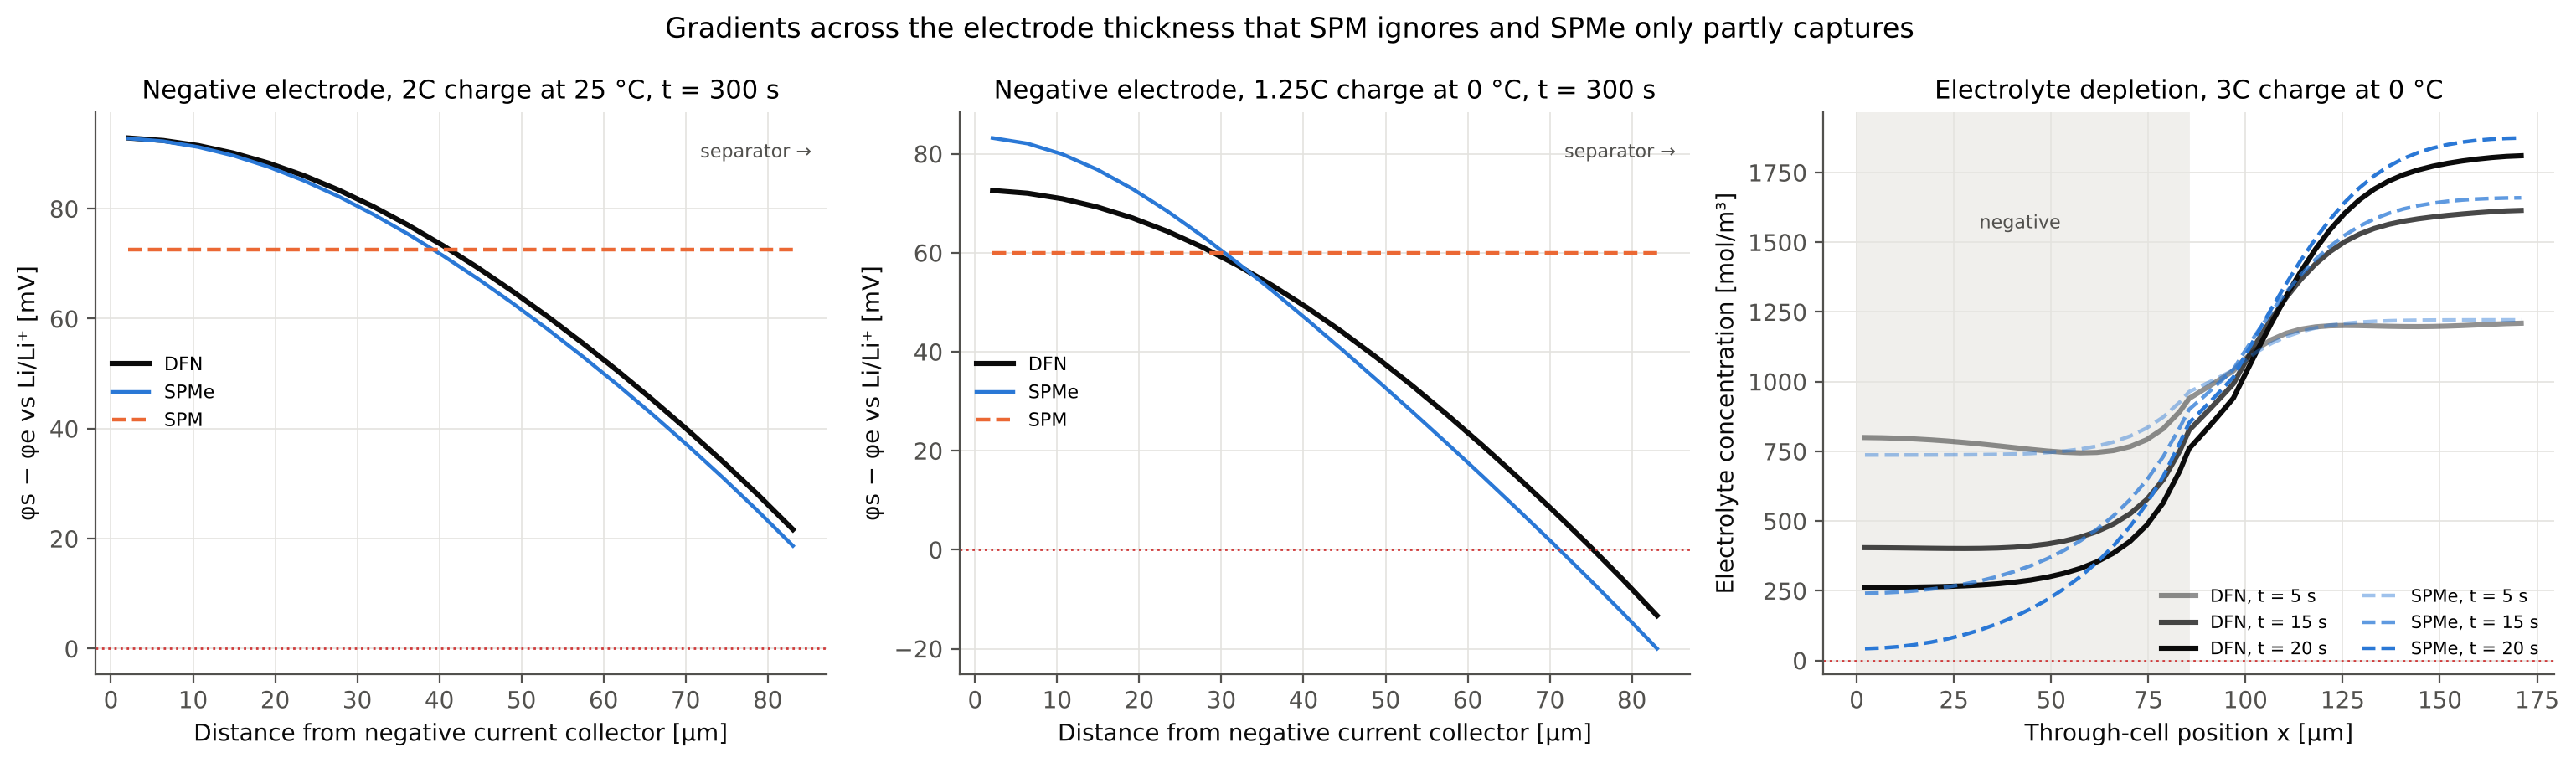 Gradients across the electrode thickness that SPM ignores and SPMe only partly captures
Negative electrode, 2C charge at 25 °C, t = 300 s
separator →
φs − φe vs Li/Li⁺ [mV]
80
60
40
20
0
DFN
SPMe
SPM
0 10 20 30 40 50 60 70 80
Distance from negative current collector [µm]
Negative electrode, 1.25C charge at 0 °C, t = 300 s
separator →
φs − φe vs Li/Li⁺ [mV]
80
60
40
20
0
−20
DFN
SPMe
SPM
0 10 20 30 40 50 60 70 80
Distance from negative current collector [µm]
Electrolyte depletion, 3C charge at 0 °C
negative
Electrolyte concentration [mol/m³]
1750
1500
1250
1000
750
500
250
0
DFN, t = 5 s SPMe, t = 5 s
DFN, t = 15 s SPMe, t = 15 s
DFN, t = 20 s SPMe, t = 20 s
0 25 50 75 100 125 150 175
Through-cell position x [µm]